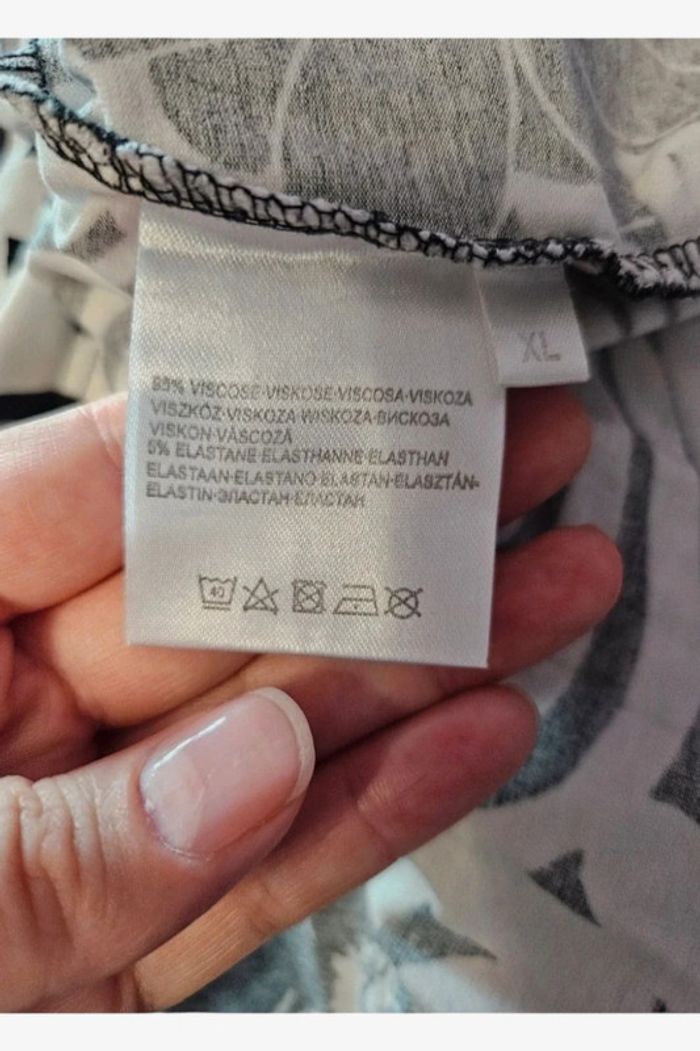 95% VISCOSE·VISKOSE·VISCOSA·VISKOZA
VISZKÓZ·VISKOZA·WISKOZA·ВИСКОЗА
VISKON·VÂSCOZĂ
5% ELASTANE·ELASTHANNE·ELASTHAN
ELASTAAN·ELASTANO·ELASTAN·ELASZTÁN·
ELASTIN·ЭЛАСТАН·ЕЛАСТАН
40
XL